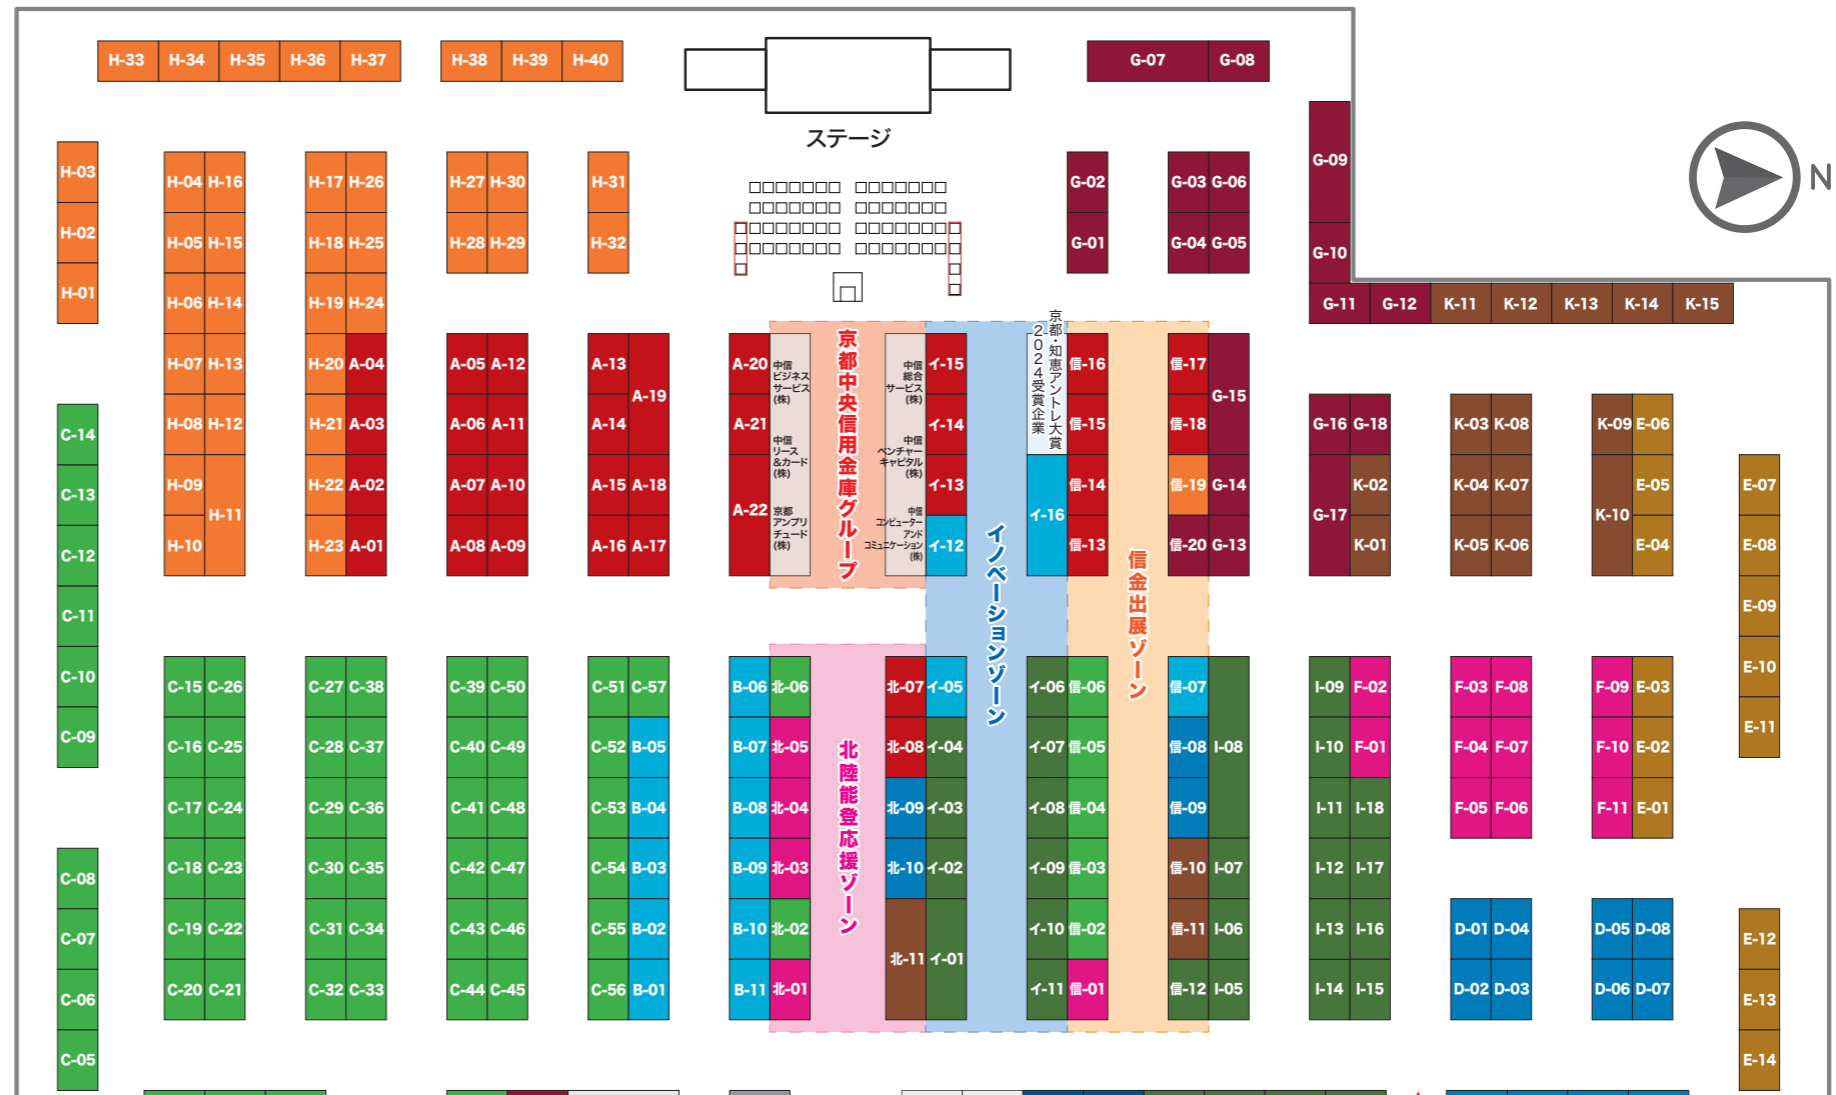 H-33 H-34 H-35 H-36 H-37 H-38 H-39 H-40 G-07 G-08
ステージ
N
H-03
H-02
H-01
H-04 H-16 H-17 H-26 H-27 H-30 H-31 G-02 G-03 G-06 G-09
H-05 H-15 H-18 H-25 H-28 H-29 H-32 G-01 G-04 G-05 G-10
H-06 H-14 H-19 H-24 G-11 G-12 K-11 K-12 K-13 K-14 K-15
H-07 H-13 H-20 A-04 A-05 A-12 A-13 A-19 A-20 イ-15 信-16 信-17 G-15
H-08 H-12 H-21 A-03 A-06 A-11 A-14 A-21 イ-14 信-15 信-18 G-16 G-18 K-03 K-08 K-09 E-06
H-09 H-11 H-22 A-02 A-07 A-10 A-15 A-18 A-22 イ-13 イ-16 信-14 信-19 G-14 G-17 K-02 K-04 K-07 K-10 E-05 E-07
H-10 H-23 A-01 A-08 A-09 A-16 A-17 イ-12 信-13 信-20 G-13 K-01 K-05 K-06 E-04 E-08
中信
ビジネス
サービス
(株)
中信
リース
&カード
(株)
京都
アンプリ
チュード
(株)
京都中央信用金庫グループ
中信
総合
サービス
(株)
中信
ベンチャー
キャピタル
(株)
中信
コンピューター
アンド
コミュニケーション
(株)
京都・知恵アントレ大賞
2024受賞企業
イノベーションゾーン
信金出展ゾーン
北陸能登応援ゾーン
C-14
C-13
C-12
C-11
C-10
C-09
E-09
E-10
E-11
C-15 C-26 C-27 C-38 C-39 C-50 C-51 C-57 B-06 北-06 北-07 イ-05 イ-06 信-06 信-07 I-09 F-02 F-03 F-08 F-09 E-03
C-16 C-25 C-28 C-37 C-40 C-49 C-52 B-05 B-07 北-05 北-08 イ-04 イ-07 信-05 信-08 I-08 I-10 F-01 F-04 F-07 F-10 E-02
C-17 C-24 C-29 C-36 C-41 C-48 C-53 B-04 B-08 北-04 北-09 イ-03 イ-08 信-04 信-09 I-11 I-18 F-05 F-06 F-11 E-01
C-18 C-23 C-30 C-35 C-42 C-47 C-54 B-03 B-09 北-03 北-10 イ-02 イ-09 信-03 信-10 I-07 I-12 I-17
C-19 C-22 C-31 C-34 C-43 C-46 C-55 B-02 B-10 北-02 北-11 イ-01 イ-10 信-02 信-11 I-06 I-13 I-16 D-01 D-04 D-05 D-08
C-20 C-21 C-32 C-33 C-44 C-45 C-56 B-01 B-11 北-01 イ-11 信-01 信-12 I-05 I-14 I-15 D-02 D-03 D-06 D-07
C-08
C-07
C-06
C-05
E-12
E-13
E-14